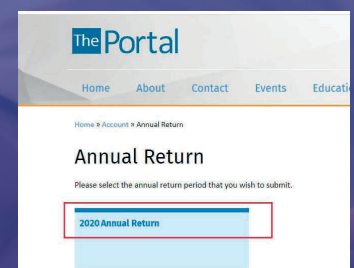 The Portal
Home About Contact Events
Home » Account » Annual Return
Annual Return
Please select the annual return period that you wish to submit.
2020 Annual Return